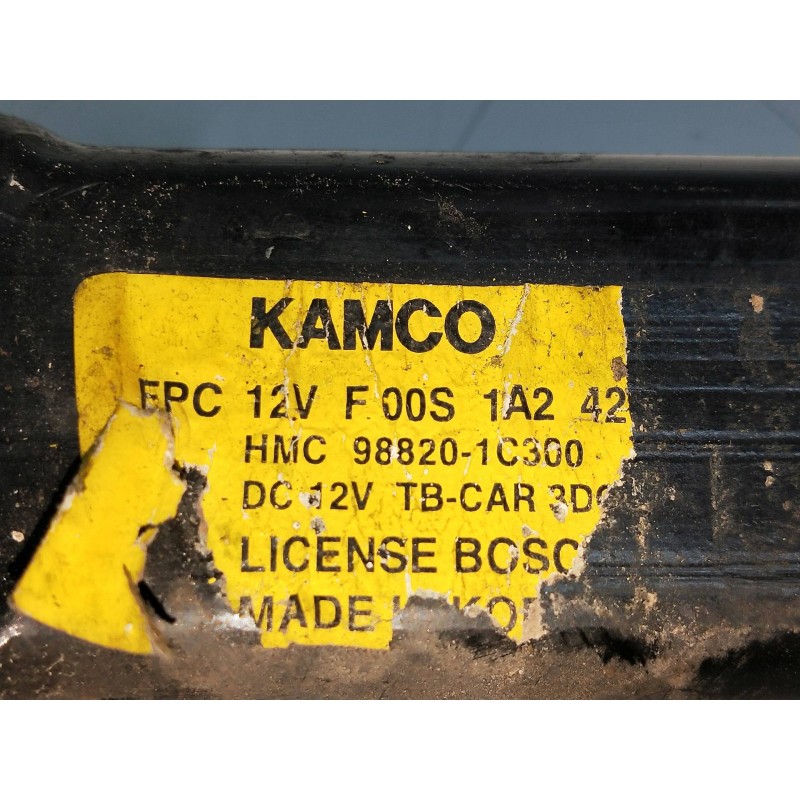 KAMCO
EPC 12V F 00S 1A2 42
HMC 98820-1C300
DC 12V TB-CAR 3D
LICENSE BOSC
MADE